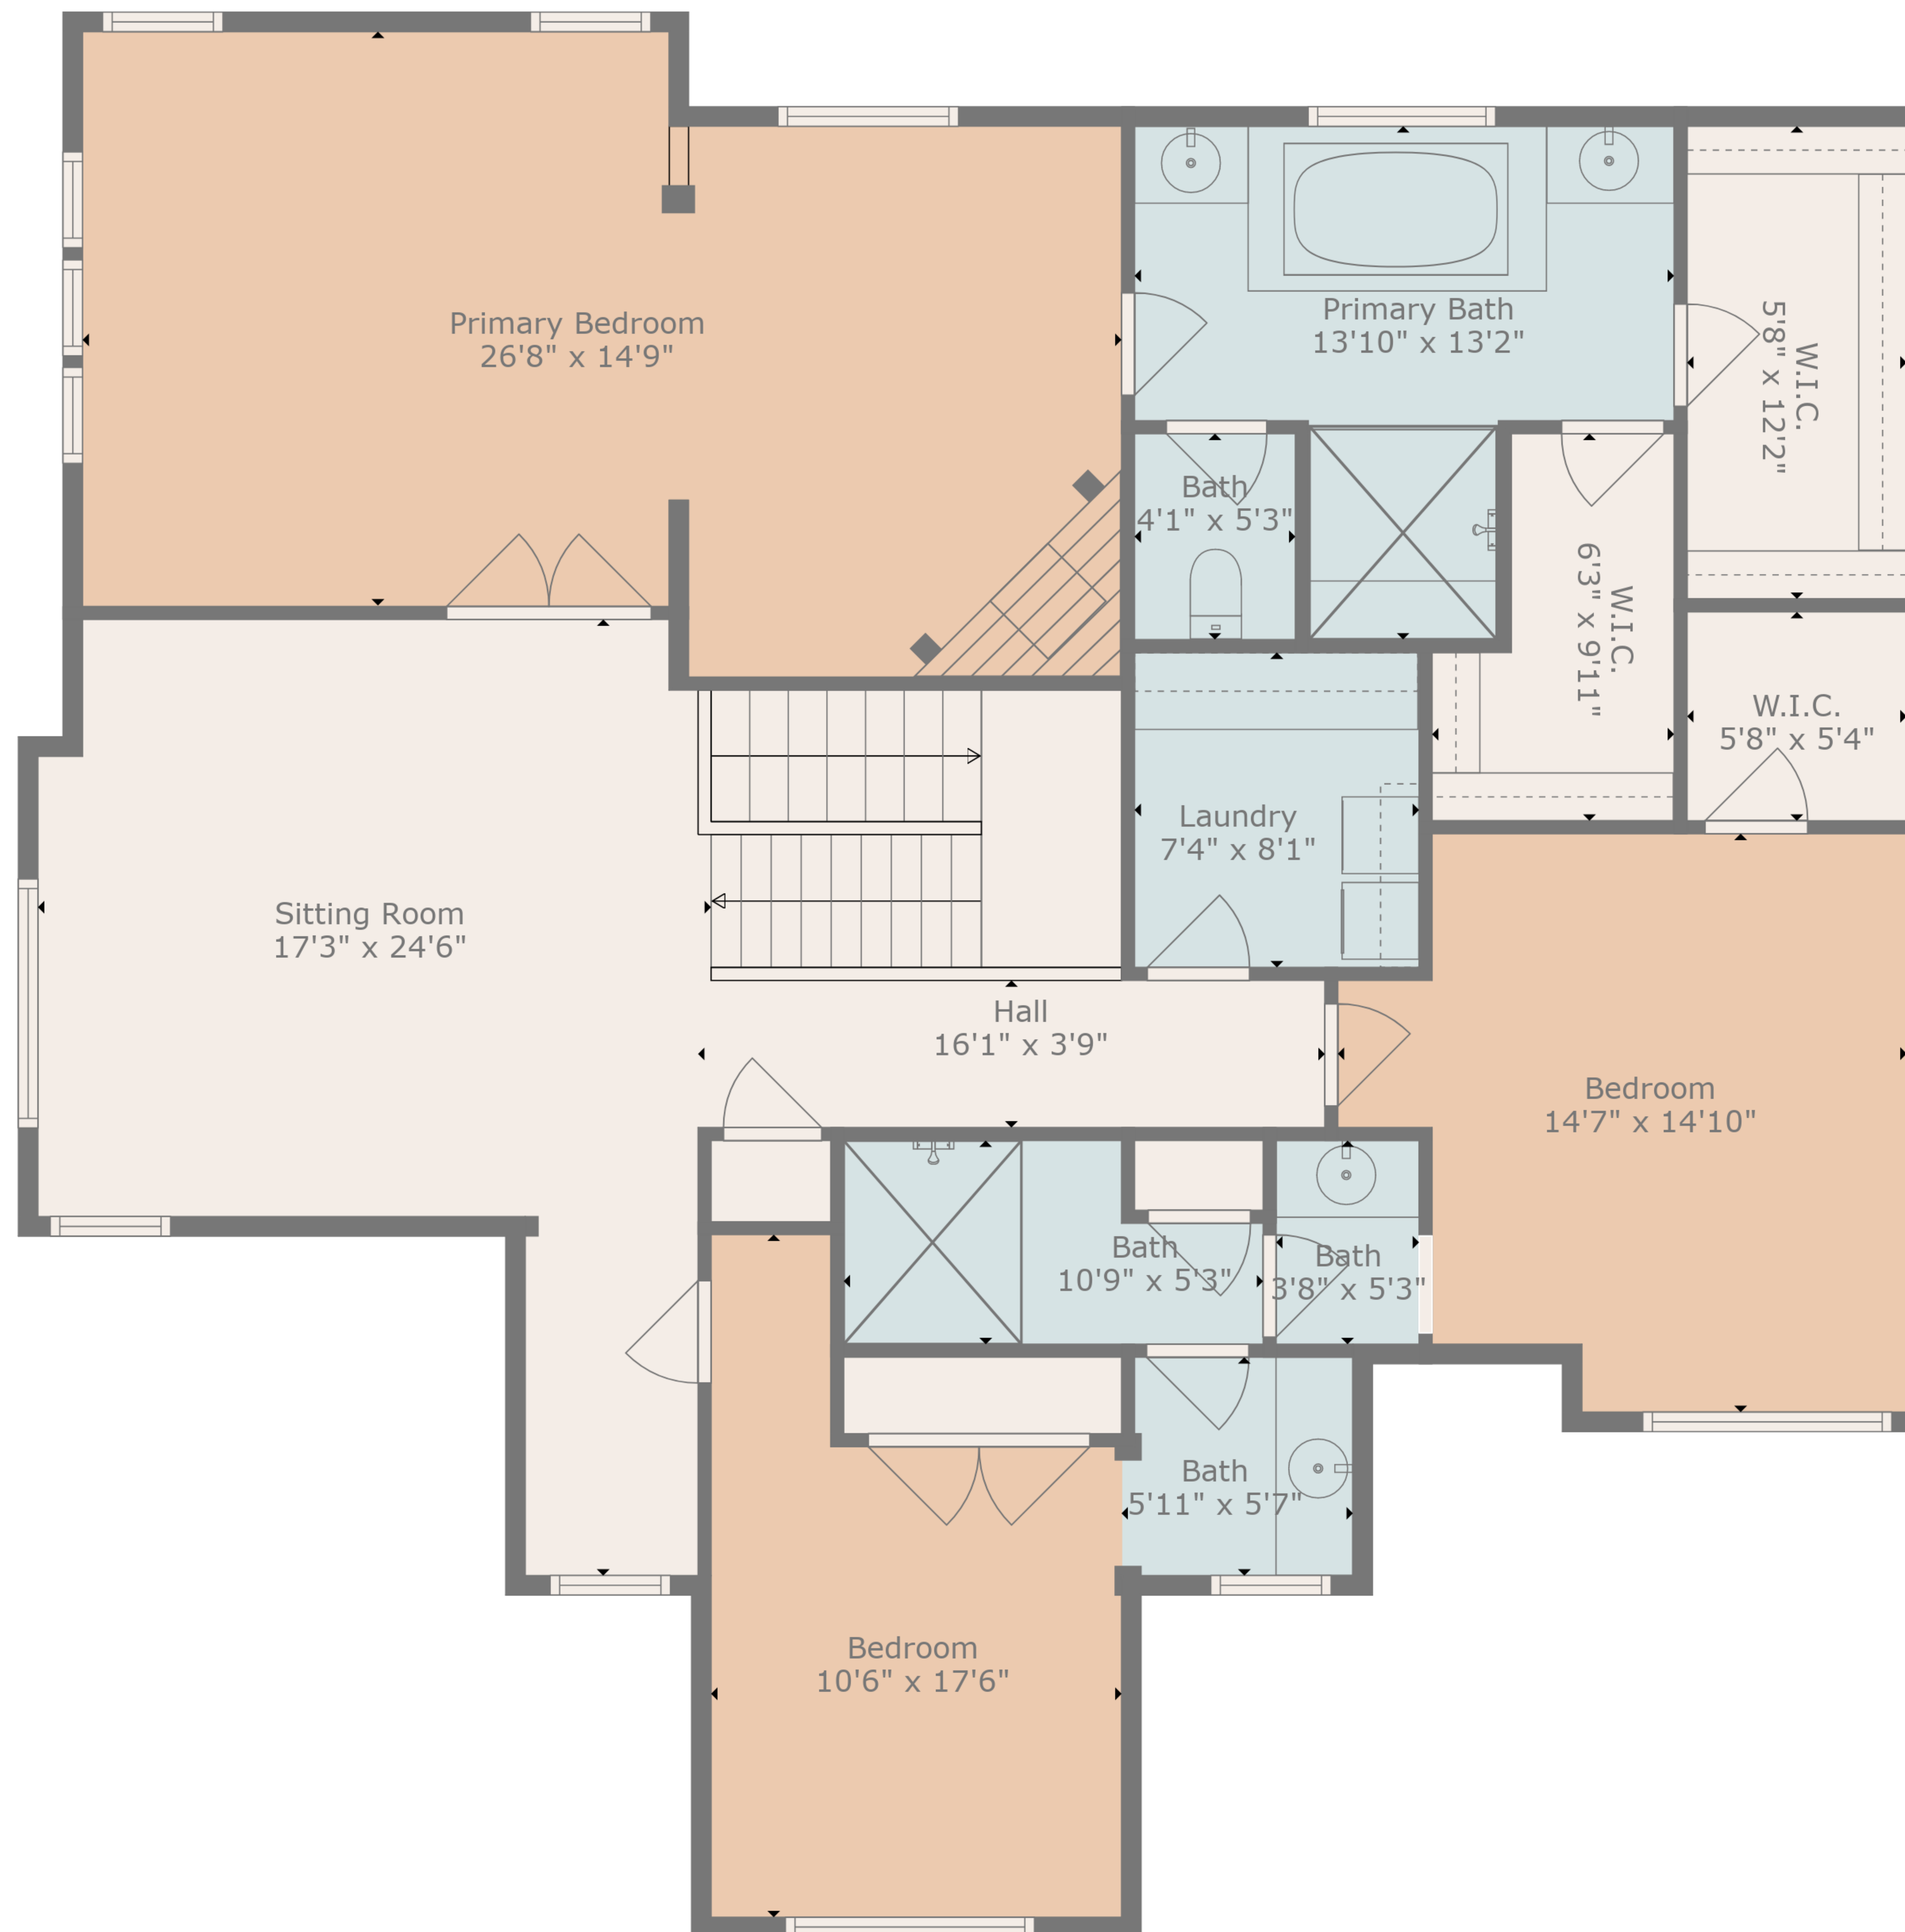 Primary Bedroom
26'8" x 14'9"
Primary Bath
13'10" x 13'2"
W.I.C.
5'8" x 12'2"
Bath
4'1" x 5'3"
W.I.C.
6'3" x 9'11"
W.I.C.
5'8" x 5'4"
Laundry
7'4" x 8'1"
Sitting Room
17'3" x 24'6"
Hall
16'1" x 3'9"
Bedroom
14'7" x 14'10"
Bath
10'9" x 5'3"
Bath
3'8" x 5'3"
Bath
5'11" x 5'7"
Bedroom
10'6" x 17'6"